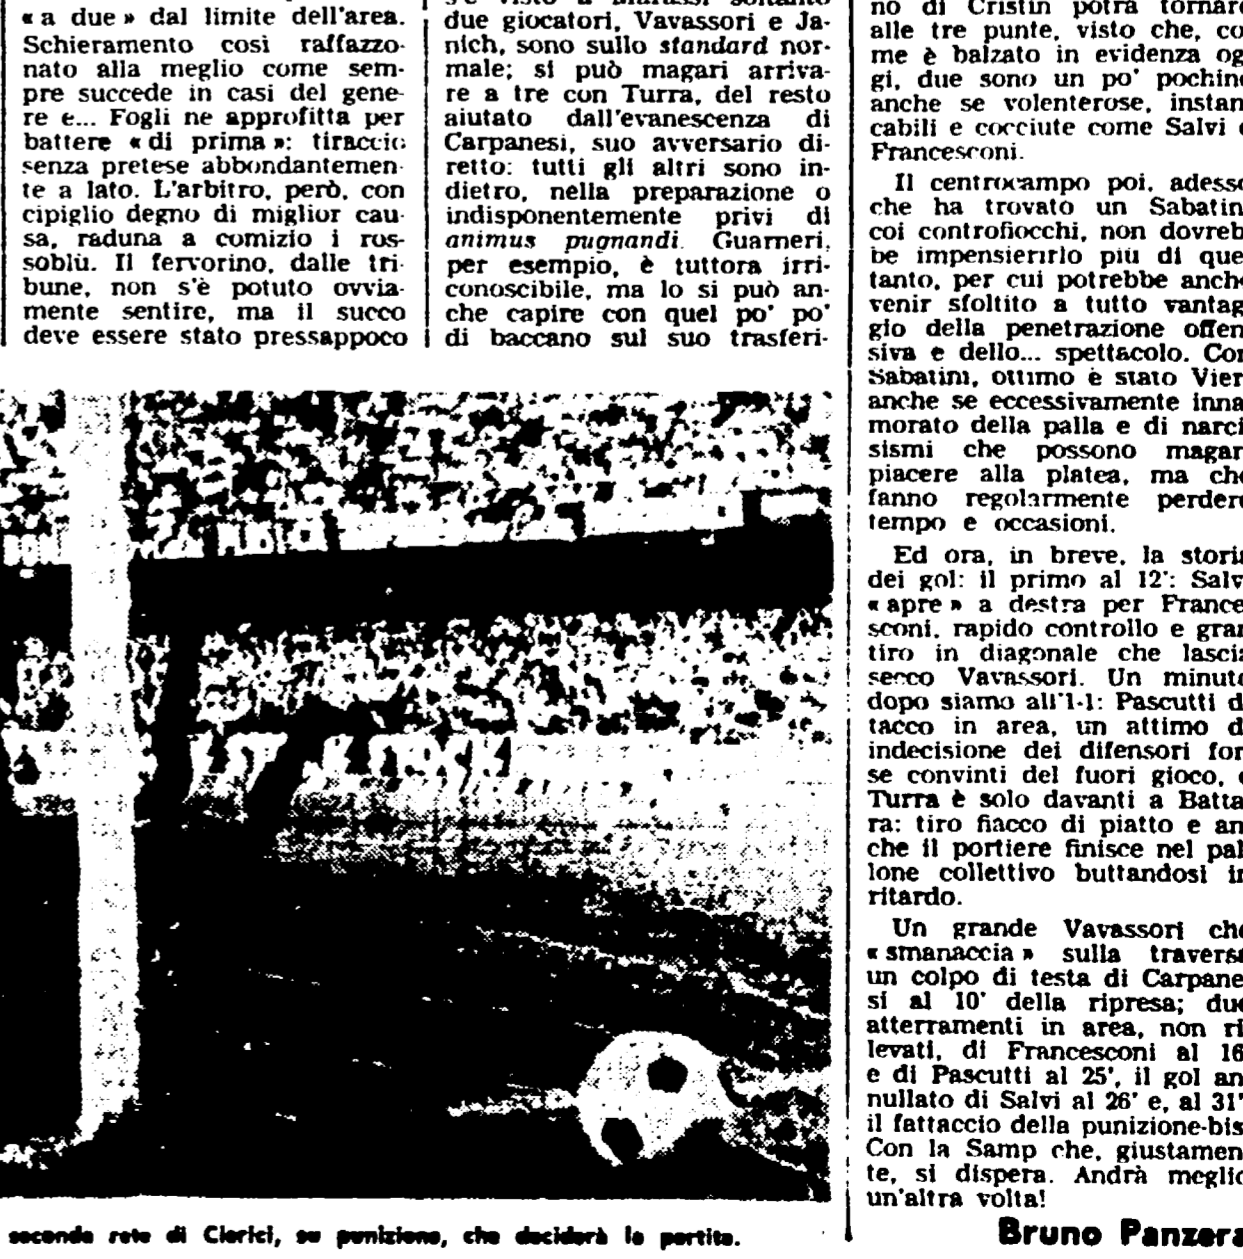 « a due » dal limite dell'area.
Schieramento così raffazzo-
nato alla meglio come sem-
pre succede in casi del gene-
re e... Fogli ne approfitta per
battere « di prima »: tiraccio
senza pretese abbondantemen-
te a lato. L'arbitro, però, con
cipiglio degno di miglior cau-
sa, raduna a comizio i ros-
soblù. Il fervorino, dalle tri-
bune, non s'è potuto ovvia-
mente sentire, ma il succo
deve essere stato pressappoco
s'è visto a Marassi soltanto
due giocatori, Vavassori e Ja-
nich, sono sullo standard nor-
male; si può magari arriva-
re a tre con Turra, del resto
aiutato dall'evanescenza di
Carpanesi, suo avversario di-
retto: tutti gli altri sono in-
dietro, nella preparazione o
indisponentemente privi di
animus pugnandi. Guarneri,
per esempio, è tuttora irri-
conoscibile, ma lo si può an-
che capire con quel po' po'
di baccano sul suo trasferi-
no di Cristin potrà tornare
alle tre punte, visto che, co
me è balzato in evidenza og
gi, due sono un po' pochine
anche se volenterose, instan
cabili e cocciute come Salvi e
Francesconi.
Il centrocampo poi, adesso
che ha trovato un Sabatin
coi controfiocchi, non dovreb
be impensierirlo più di que
tanto, per cui potrebbe anche
venir sfoltito a tutto vantag
gio della penetrazione offen
siva e dello... spettacolo. Con
Sabatini, ottimo è stato Vier
anche se eccessivamente inna
morato della palla e di narci
sismi che possono magar
piacere alla platea, ma che
fanno regolarmente perdere
tempo e occasioni.
Ed ora, in breve, la storia
dei gol: il primo al 12': Salv
« apre » a destra per France
sconi, rapido controllo e gran
tiro in diagonale che lascia
secco Vavassori. Un minuto
dopo siamo all'1-1: Pascutti d
tacco in area, un attimo d
indecisione dei difensori for
se convinti del fuori gioco, e
Turra è solo davanti a Batta
ra: tiro fiacco di piatto e an
che il portiere finisce nel pal
lone collettivo buttandosi in
ritardo.
Un grande Vavassori che
« smanaccia » sulla traversa
un colpo di testa di Carpane
si al 10' della ripresa; due
atterramenti in area, non ri
levati, di Francesconi al 16'
e di Pascutti al 25', il gol an
nullato di Salvi al 26' e, al 31'
il fattaccio della punizione-bis
Con la Samp che, giustamen
te, si dispera. Andrà meglio
un'altra volta!
Bruno Panzera
seconda rete di Clerici, su punizione, che deciderà la partita.